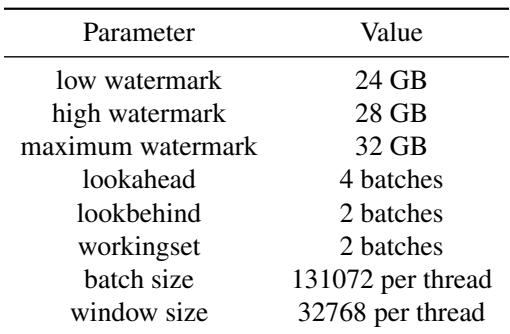 Parameter Value
low watermark 24 GB
high watermark 28 GB
maximum watermark 32 GB
lookahead 4 batches
lookbehind 2 batches
workingset 2 batches
batch size 131072 per thread
window size 32768 per thread